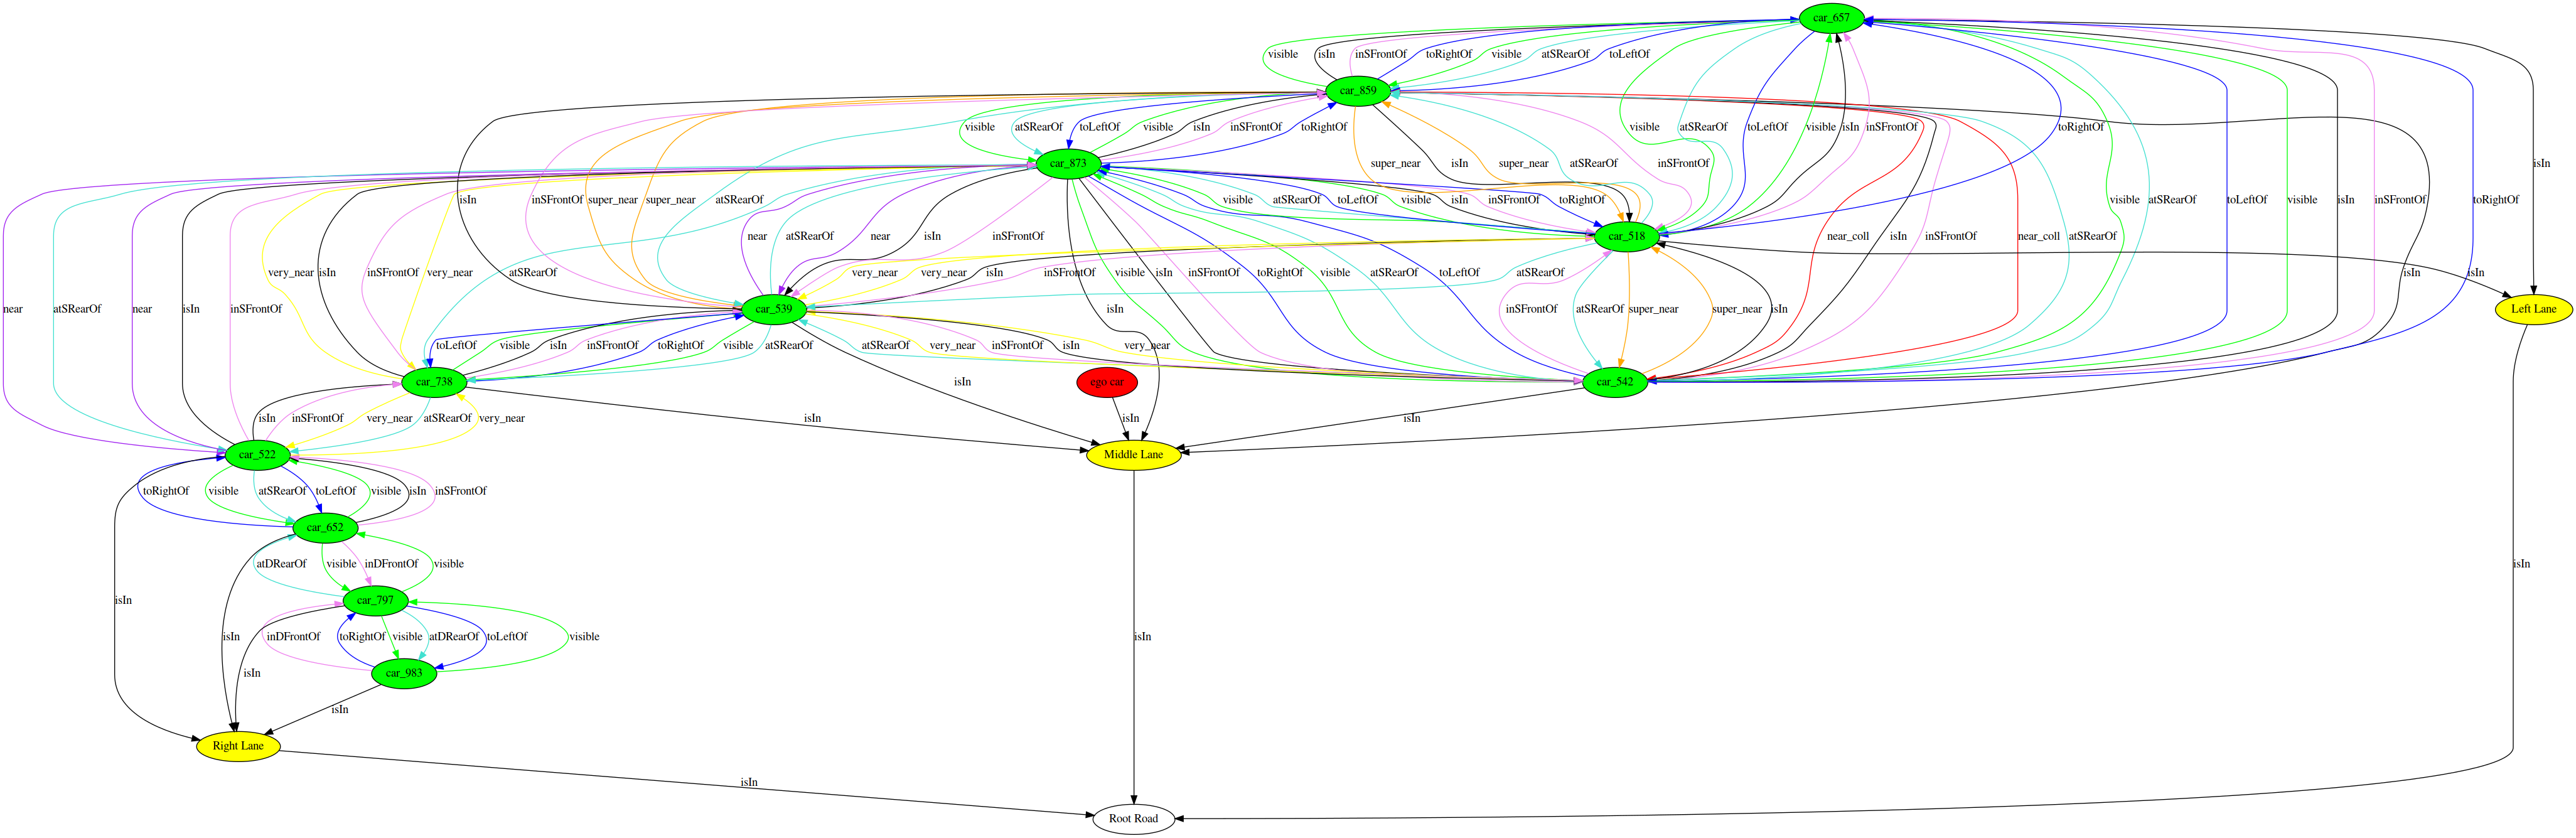 car_657
visible isIn inSFrontOf toRightOf visible atSRearOf toLeftOf
car_859
visible atSRearOf toLeftOf visible isIn inSFrontOf toRightOf visible atSRearOf toLeftOf visible isIn inSFrontOf toRightOf
car_873 super_near isIn super_near atSRearOf inSFrontOf isIn
isIn inSFrontOf super_near super_near atSRearOf visible atSRearOf toLeftOf visible isIn inSFrontOf toRightOf visible atSRearOf toLeftOf visible isIn inSFrontOf toRightOf
near atSRearOf near isIn inSFrontOf car_518 near_coll isIn inSFrontOf near_coll atSRearOf
very_near isIn inSFrontOf very_near atSRearOf very_near very_near isIn inSFrontOf atSRearOf visible isIn inSFrontOf toRightOf visible atSRearOf toLeftOf isIn isIn
near atSRearOf near isIn inSFrontOf car_539 isIn inSFrontOf atSRearOf super_near super_near isIn Left Lane
toLeftOf visible isIn inSFrontOf toRightOf visible atSRearOf atSRearOf very_near inSFrontOf isIn very_near
car_738 ego car car_542
isIn inSFrontOf very_near atSRearOf very_near isIn isIn isIn isIn
car_522 Middle Lane
toRightOf visible atSRearOf toLeftOf visible isIn inSFrontOf
car_652
atDRearOf visible inDFrontOf visible isIn
isIn car_797
isIn inDFrontOf toRightOf visible atDRearOf toLeftOf visible isIn
isIn car_983
isIn
Right Lane
isIn
Root Road